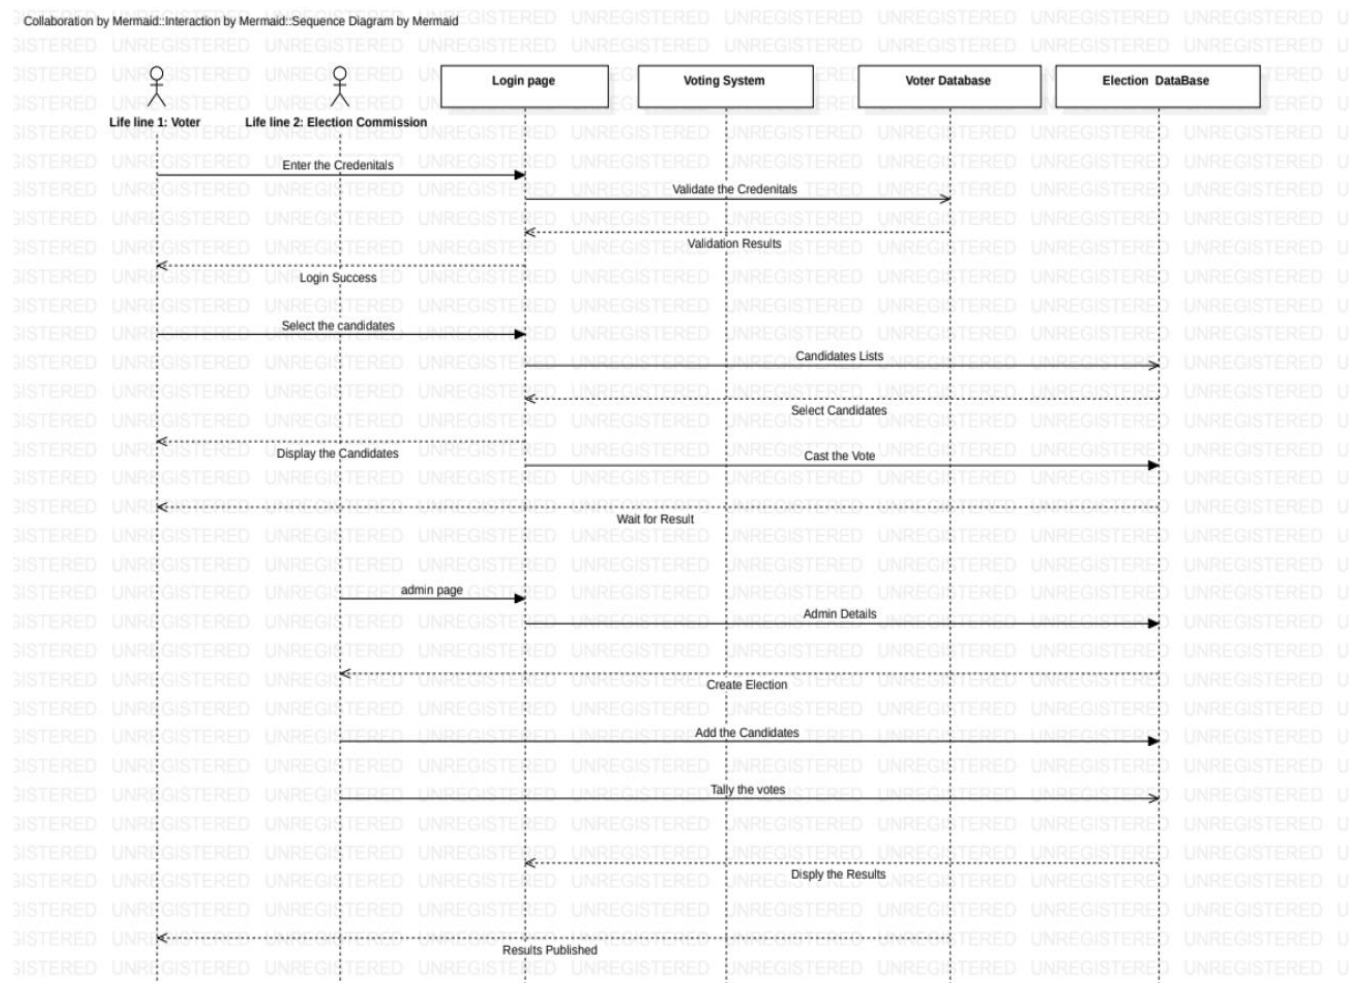 Collaboration by Mermaid::Interaction by Mermaid::Sequence Diagram by Mermaid
Login page
Voting System
Voter Database
Election DataBase
Life line 1: Voter
Life line 2: Election Commission
Enter the Credenitals
Validate the Credenitals
Validation Results
Login Success
Select the candidates
Candidates Lists
Select Candidates
Display the Candidates
Cast the Vote
Wait for Result
admin page
Admin Details
Create Election
Add the Candidates
Tally the votes
Disply the Results
Results Published
UNREGISTERED